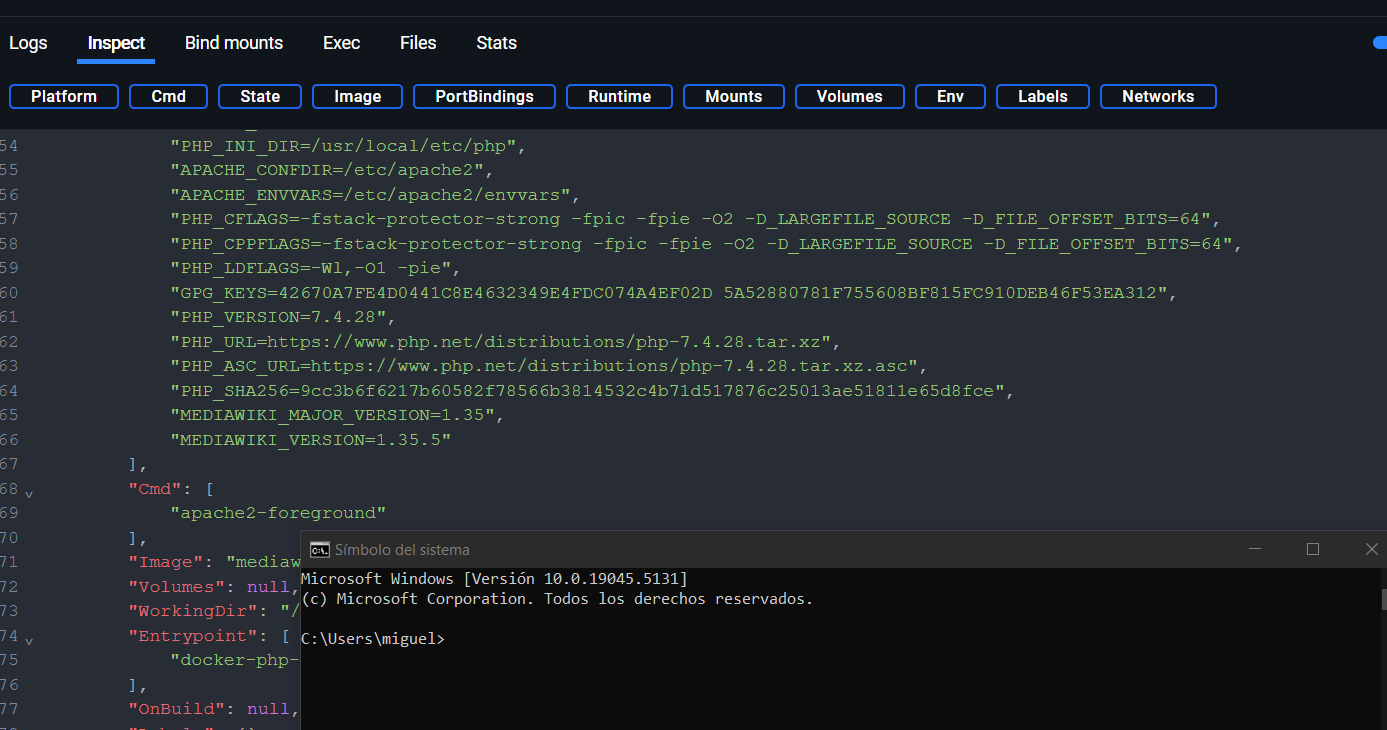 Logs Inspect Bind mounts Exec Files Stats
Platform Cmd State Image PortBindings Runtime Mounts Volumes Env Labels Networks
54 "PHP_INI_DIR=/usr/local/etc/php",
55 "APACHE_CONFDIR=/etc/apache2",
56 "APACHE_ENVVARS=/etc/apache2/envvars",
57 "PHP_CFLAGS=-fstack-protector-strong -fpic -fpie -O2 -D_LARGEFILE_SOURCE -D_FILE_OFFSET_BITS=64",
58 "PHP_CPPFLAGS=-fstack-protector-strong -fpic -fpie -O2 -D_LARGEFILE_SOURCE -D_FILE_OFFSET_BITS=64",
59 "PHP_LDFLAGS=-Wl,-O1 -pie",
60 "GPG_KEYS=42670A7FE4D0441C8E4632349E4FDC074A4EF02D 5A52880781F755608BF815FC910DEB46F53EA312",
61 "PHP_VERSION=7.4.28",
62 "PHP_URL=https://www.php.net/distributions/php-7.4.28.tar.xz",
63 "PHP_ASC_URL=https://www.php.net/distributions/php-7.4.28.tar.xz.asc",
64 "PHP_SHA256=9cc3b6f6217b60582f78566b3814532c4b71d517876c25013ae51811e65d8fce",
65 "MEDIAWIKI_MAJOR_VERSION=1.35",
66 "MEDIAWIKI_VERSION=1.35.5"
67 ],
68 "Cmd": [
69 "apache2-foreground"
70 ],
71 "Image": "mediaw
72 "Volumes": null,
73 "WorkingDir": "/
74 "Entrypoint": [
75 "docker-php-
76 ],
77 "OnBuild": null,
Símbolo del sistema
Microsoft Windows [Versión 10.0.19045.5131]
(c) Microsoft Corporation. Todos los derechos reservados.
C:\Users\miguel>